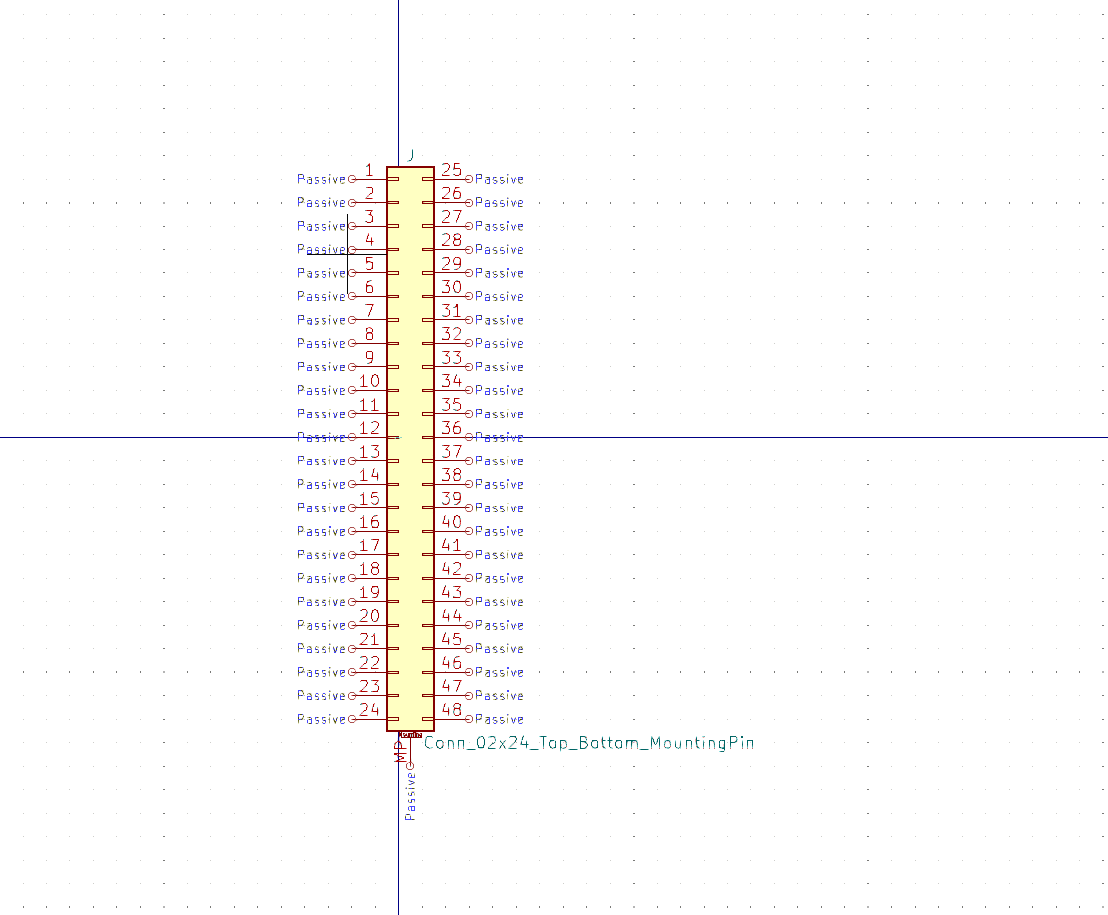 J
Passive 1 25 Passive
Passive 2 26 Passive
Passive 3 27 Passive
Passive 4 28 Passive
Passive 5 29 Passive
Passive 6 30 Passive
Passive 7 31 Passive
Passive 8 32 Passive
Passive 9 33 Passive
Passive 10 34 Passive
Passive 11 35 Passive
Passive 12 36 Passive
Passive 13 37 Passive
Passive 14 38 Passive
Passive 15 39 Passive
Passive 16 40 Passive
Passive 17 41 Passive
Passive 18 42 Passive
Passive 19 43 Passive
Passive 20 44 Passive
Passive 21 45 Passive
Passive 22 46 Passive
Passive 23 47 Passive
Passive 24 48 Passive
Conn_02x24_Top_Bottom_MountingPin
MP
Passive